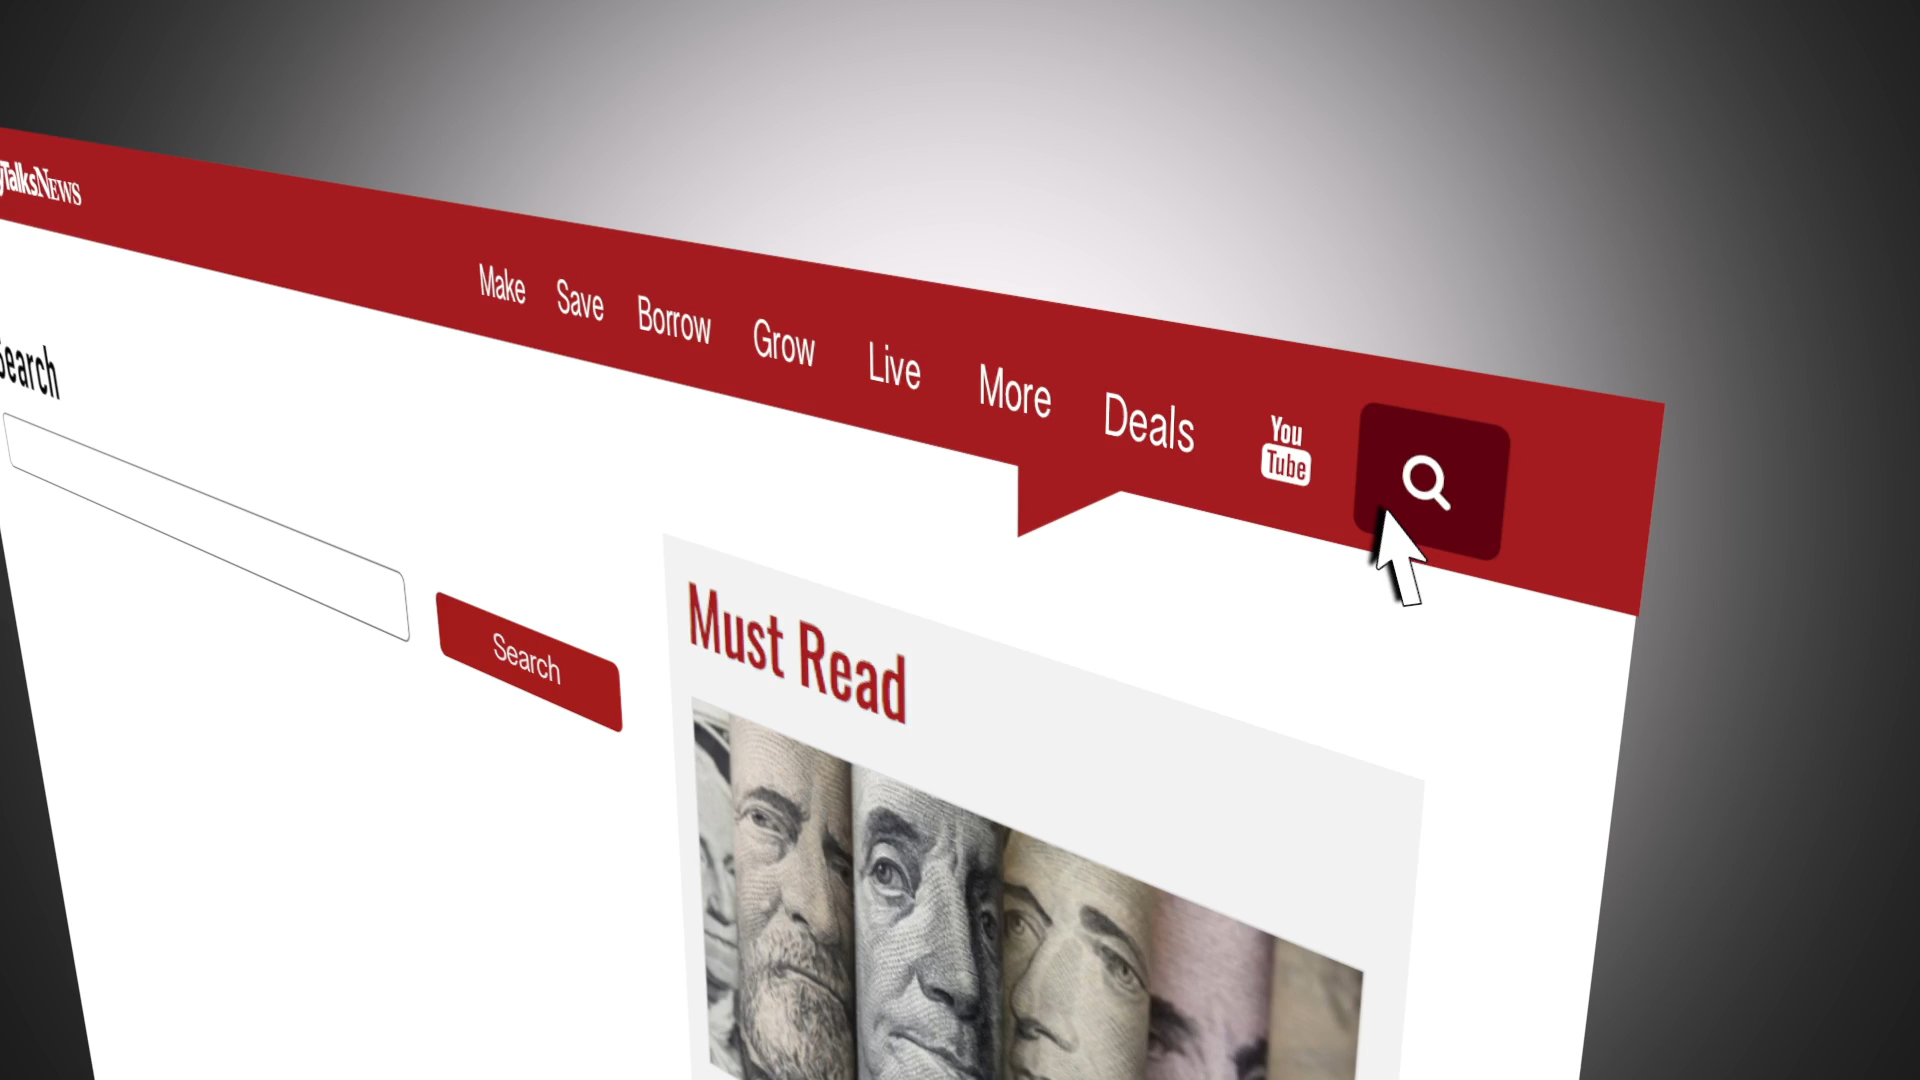 TalksNEWS
Make Save Borrow Grow Live More Deals You Tube
Search
Search
Must Read